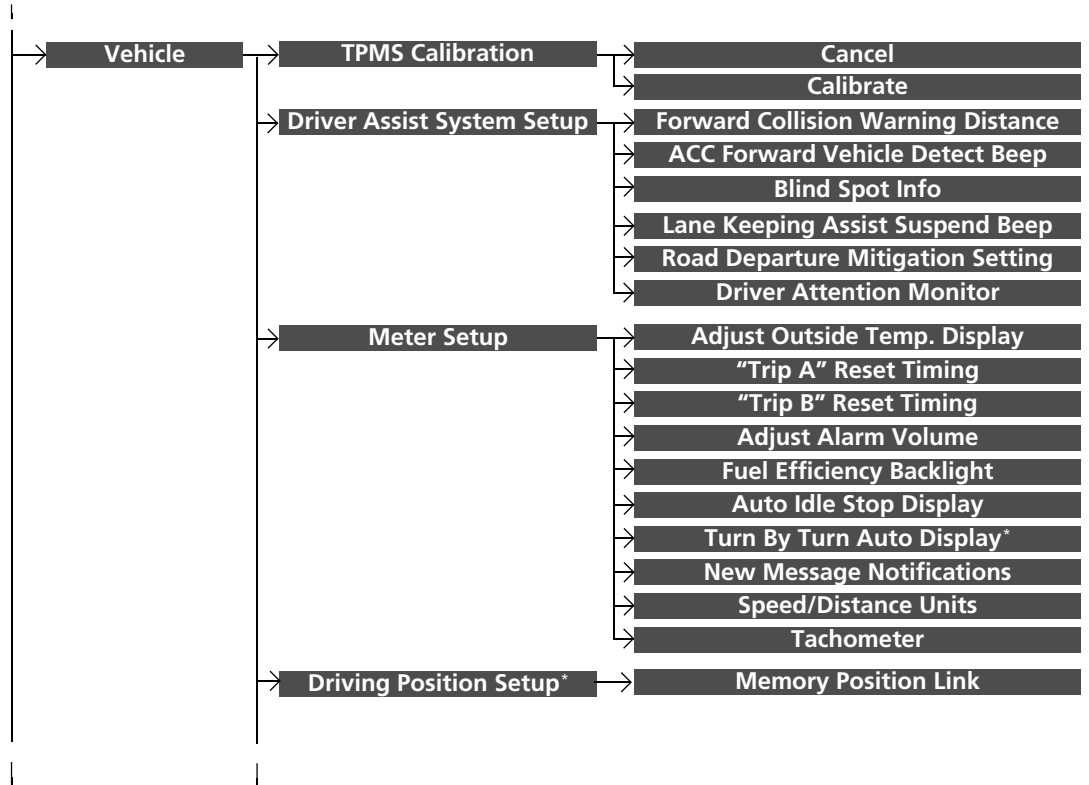 Vehicle
TPMS Calibration
Cancel
Calibrate
Driver Assist System Setup
Forward Collision Warning Distance
ACC Forward Vehicle Detect Beep
Blind Spot Info
Lane Keeping Assist Suspend Beep
Road Departure Mitigation Setting
Driver Attention Monitor
Meter Setup
Adjust Outside Temp. Display
“Trip A” Reset Timing
“Trip B” Reset Timing
Adjust Alarm Volume
Fuel Efficiency Backlight
Auto Idle Stop Display
Turn By Turn Auto Display*
New Message Notifications
Speed/Distance Units
Tachometer
Driving Position Setup*
Memory Position Link